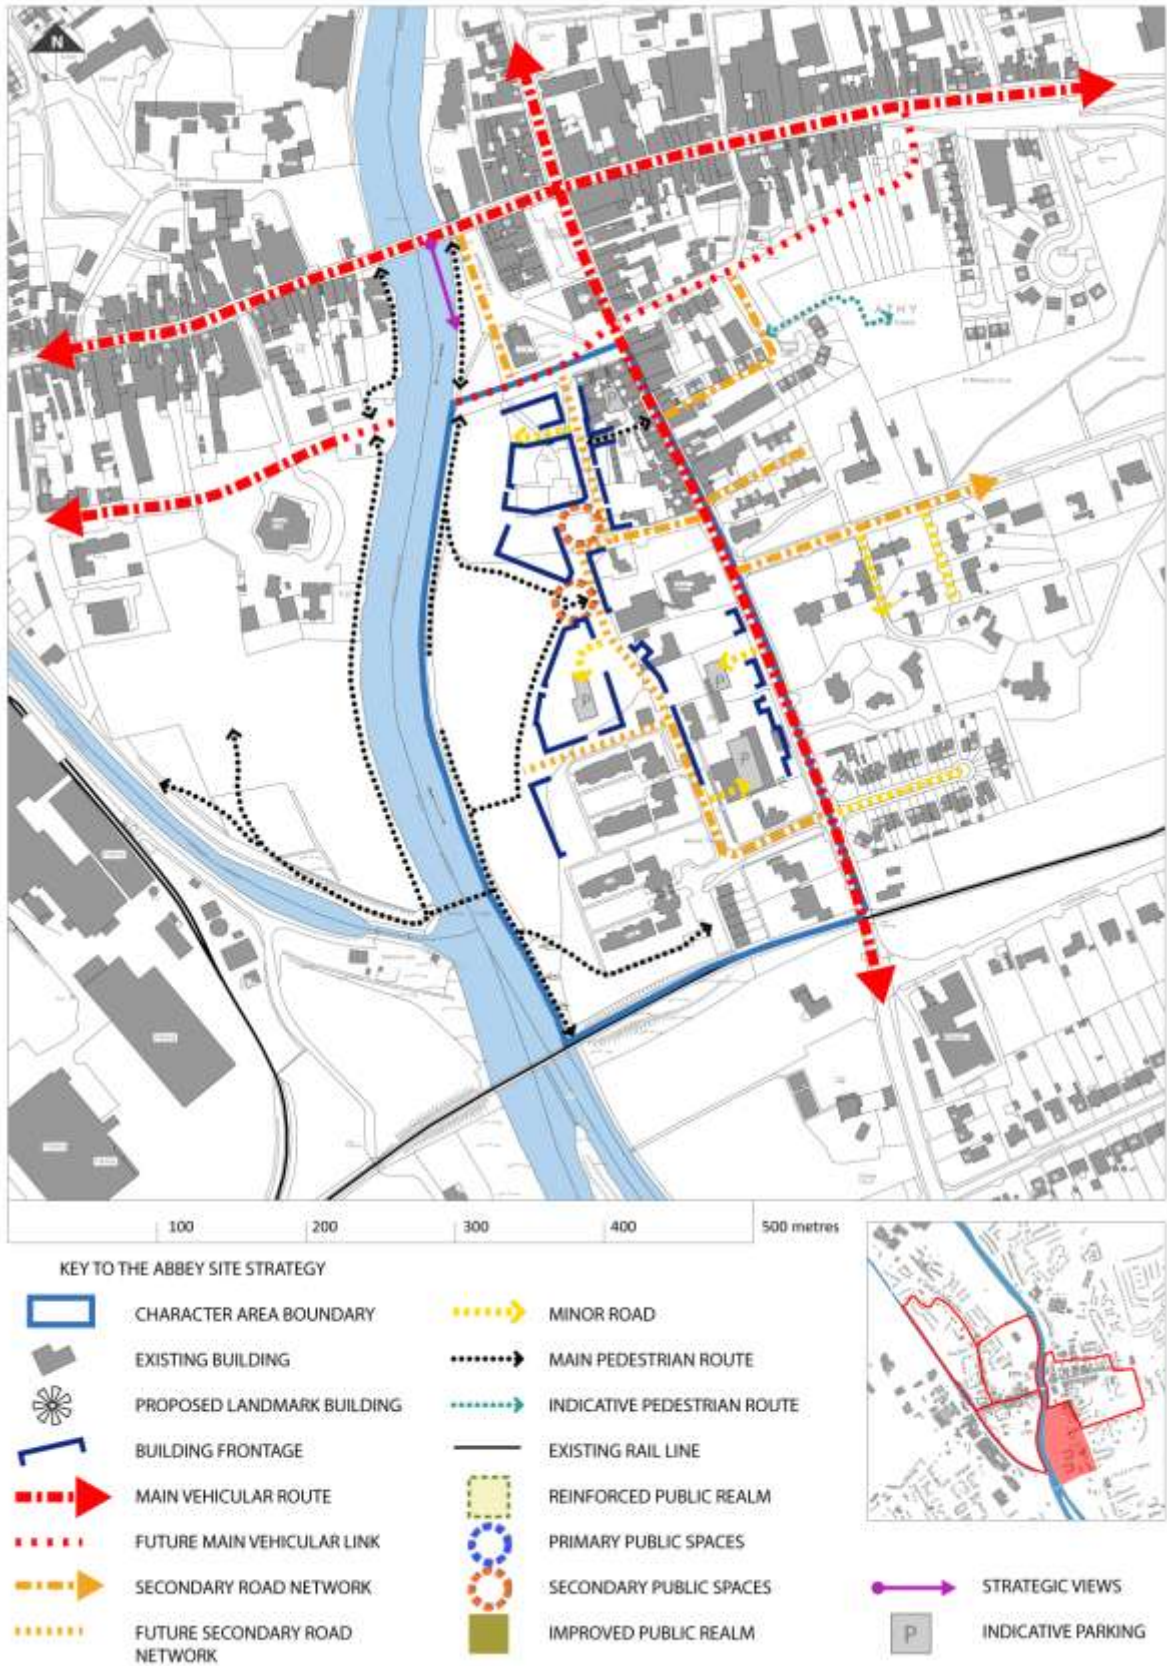 N
ATHY
P
P
P
P
100 200 300 400 500 metres
KEY TO THE ABBEY SITE STRATEGY
CHARACTER AREA BOUNDARY
EXISTING BUILDING
PROPOSED LANDMARK BUILDING
BUILDING FRONTAGE
MAIN VEHICULAR ROUTE
FUTURE MAIN VEHICULAR LINK
SECONDARY ROAD NETWORK
FUTURE SECONDARY ROAD
NETWORK
MINOR ROAD
MAIN PEDESTRIAN ROUTE
INDICATIVE PEDESTRIAN ROUTE
EXISTING RAIL LINE
REINFORCED PUBLIC REALM
PRIMARY PUBLIC SPACES
SECONDARY PUBLIC SPACES
IMPROVED PUBLIC REALM
STRATEGIC VIEWS
P INDICATIVE PARKING